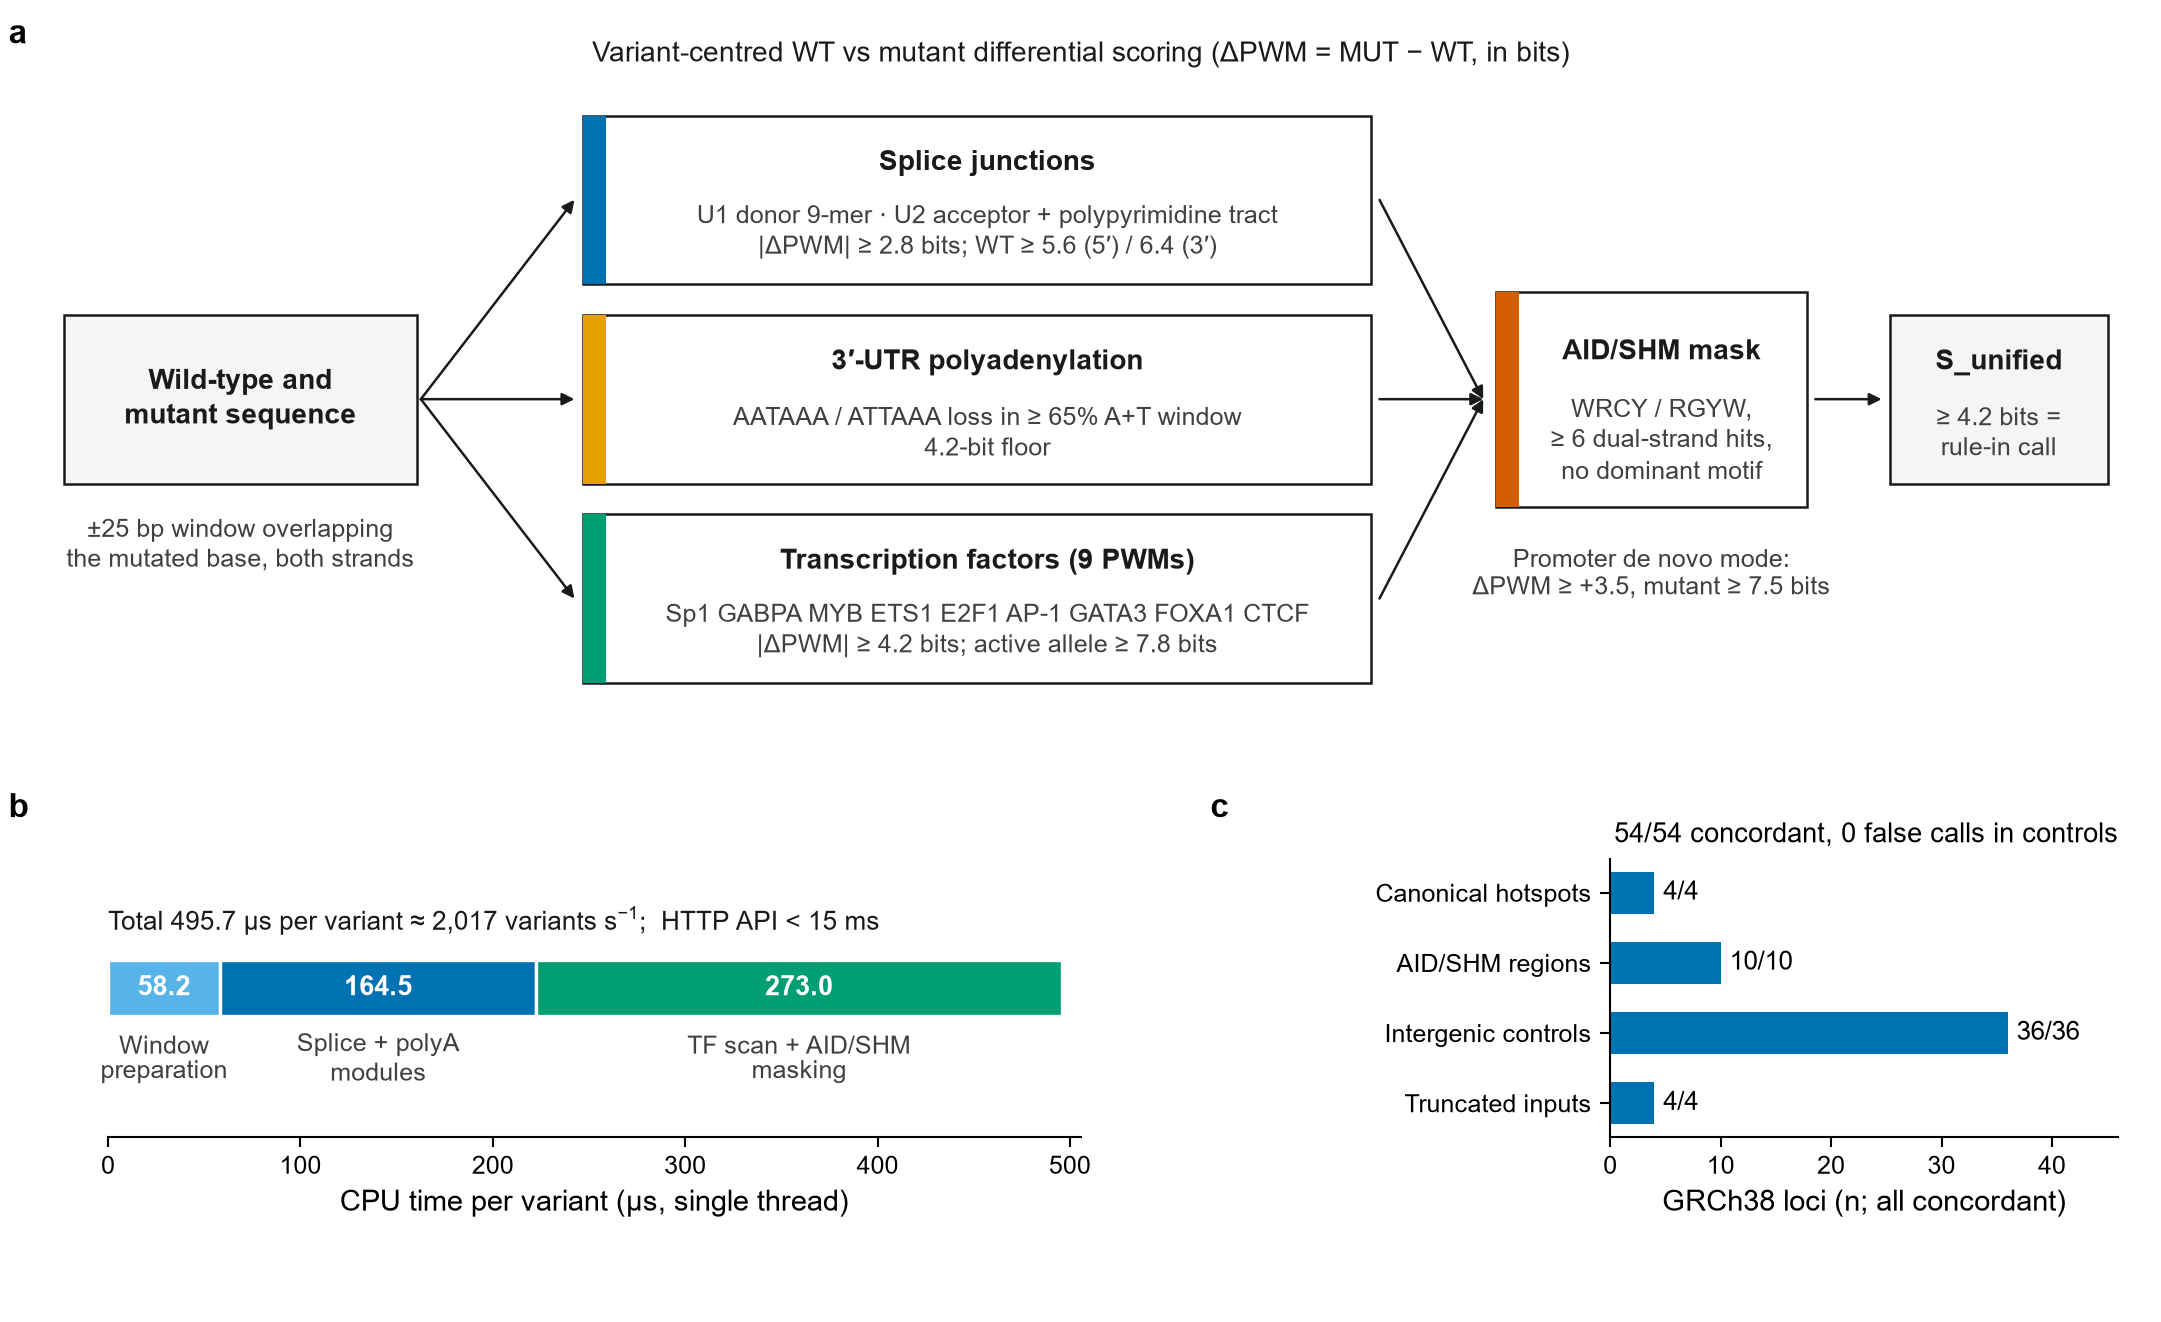 a
Variant-centred WT vs mutant differential scoring (ΔPWM = MUT − WT, in bits)
Wild-type and
mutant sequence
±25 bp window overlapping
the mutated base, both strands
Splice junctions
U1 donor 9-mer · U2 acceptor + polypyrimidine tract
|ΔPWM| ≥ 2.8 bits; WT ≥ 5.6 (5′) / 6.4 (3′)
3′-UTR polyadenylation
AATAAA / ATTAAA loss in ≥ 65% A+T window
4.2-bit floor
Transcription factors (9 PWMs)
Sp1 GABPA MYB ETS1 E2F1 AP-1 GATA3 FOXA1 CTCF
|ΔPWM| ≥ 4.2 bits; active allele ≥ 7.8 bits
AID/SHM mask
WRCY / RGYW,
≥ 6 dual-strand hits,
no dominant motif
Promoter de novo mode:
ΔPWM ≥ +3.5, mutant ≥ 7.5 bits
S_unified
≥ 4.2 bits =
rule-in call
b
Total 495.7 µs per variant ≈ 2,017 variants s⁻¹; HTTP API < 15 ms
58.2 164.5 273.0
Window
preparation
Splice + polyA
modules
TF scan + AID/SHM
masking
0 100 200 300 400 500
CPU time per variant (µs, single thread)
c
54/54 concordant, 0 false calls in controls
Canonical hotspots 4/4
AID/SHM regions 10/10
Intergenic controls 36/36
Truncated inputs 4/4
0 10 20 30 40
GRCh38 loci (n; all concordant)